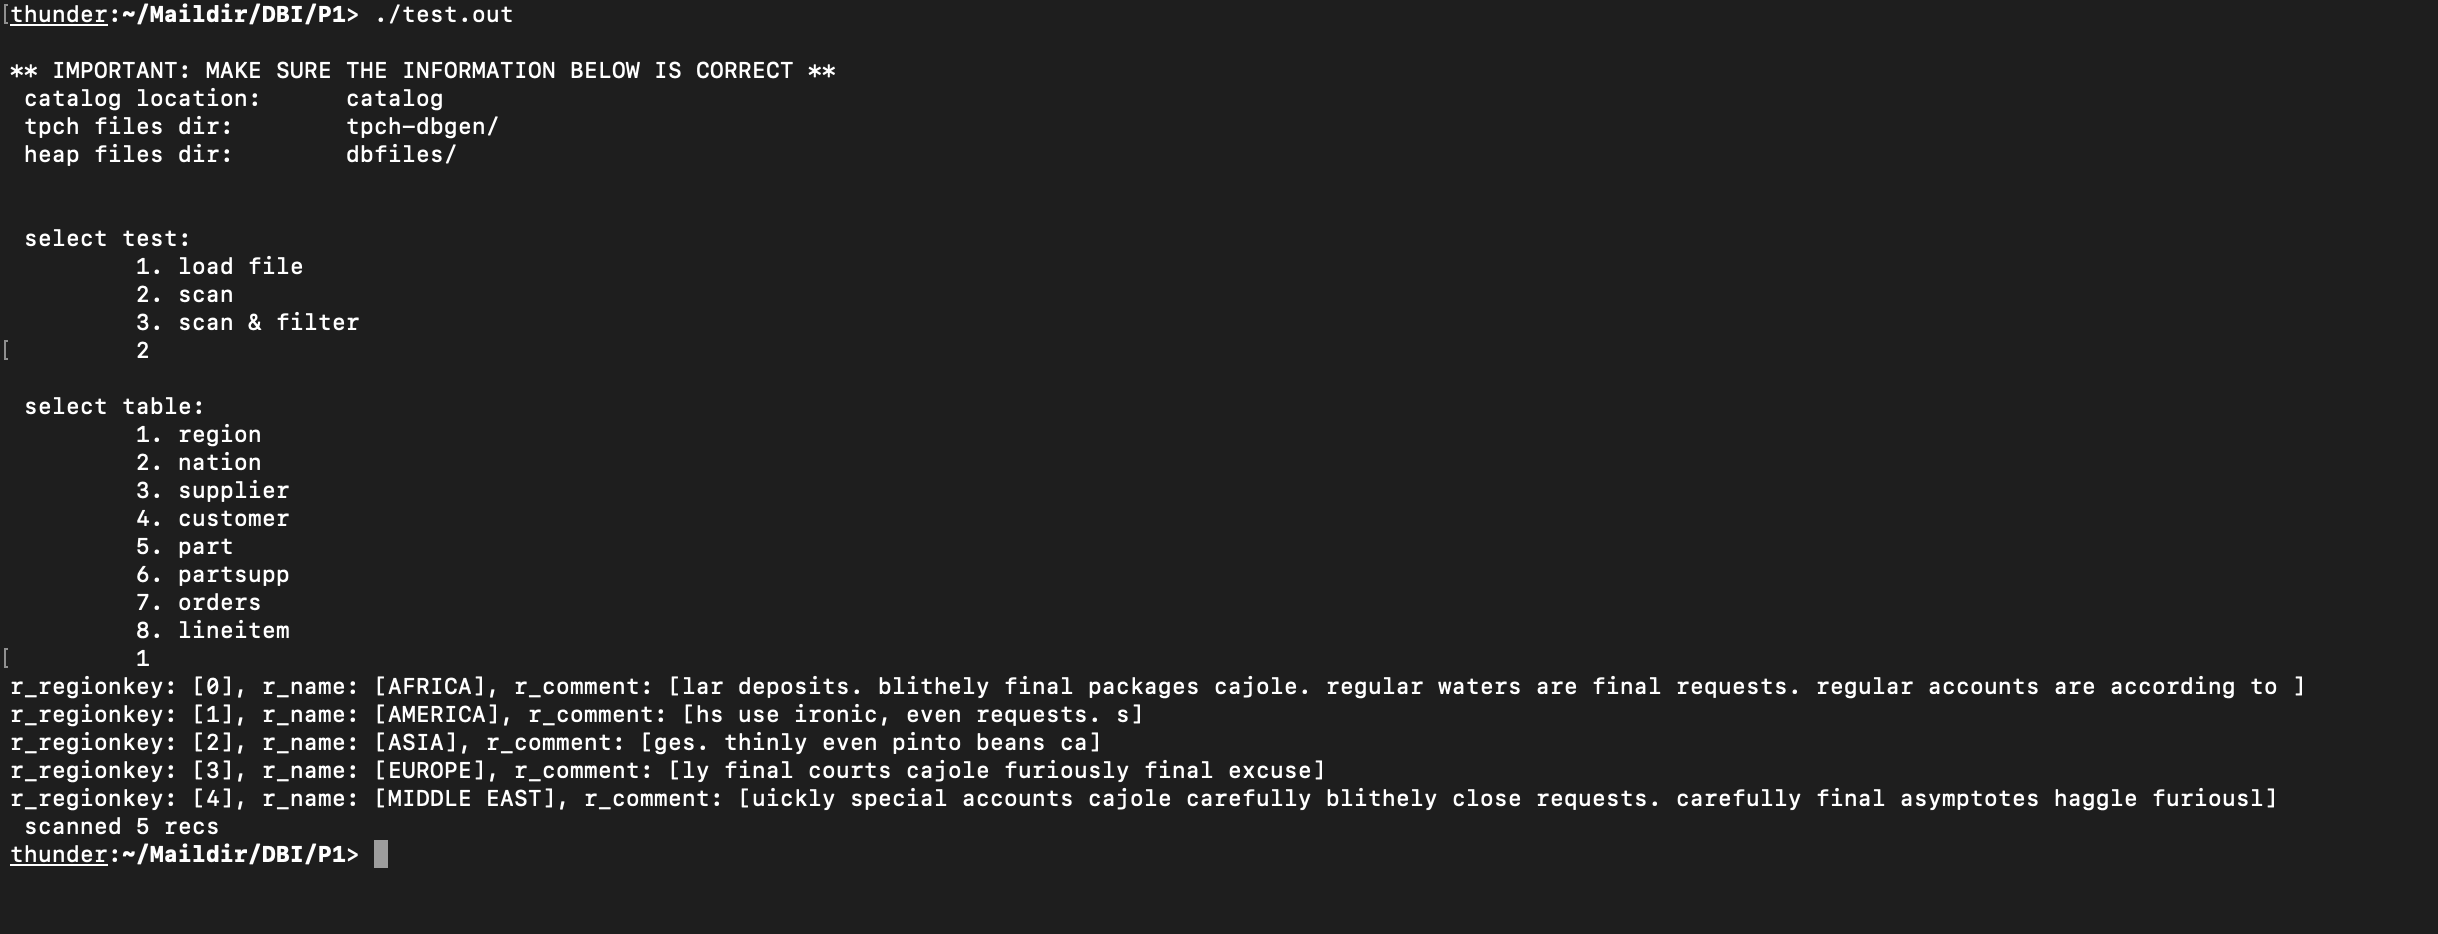 [thunder:~/Maildir/DBI/P1> ./test.out
** IMPORTANT: MAKE SURE THE INFORMATION BELOW IS CORRECT **
catalog location: catalog
tpch files dir: tpch-dbgen/
heap files dir: dbfiles/
select test:
1. load file
2. scan
3. scan & filter
[ 2
select table:
1. region
2. nation
3. supplier
4. customer
5. part
6. partsupp
7. orders
8. lineitem
[ 1
r_regionkey: [0], r_name: [AFRICA], r_comment: [lar deposits. blithely final packages cajole. regular waters are final requests. regular accounts are according to ]
r_regionkey: [1], r_name: [AMERICA], r_comment: [hs use ironic, even requests. s]
r_regionkey: [2], r_name: [ASIA], r_comment: [ges. thinly even pinto beans ca]
r_regionkey: [3], r_name: [EUROPE], r_comment: [ly final courts cajole furiously final excuse]
r_regionkey: [4], r_name: [MIDDLE EAST], r_comment: [uickly special accounts cajole carefully blithely close requests. carefully final asymptotes haggle furiousl]
scanned 5 recs
thunder:~/Maildir/DBI/P1>